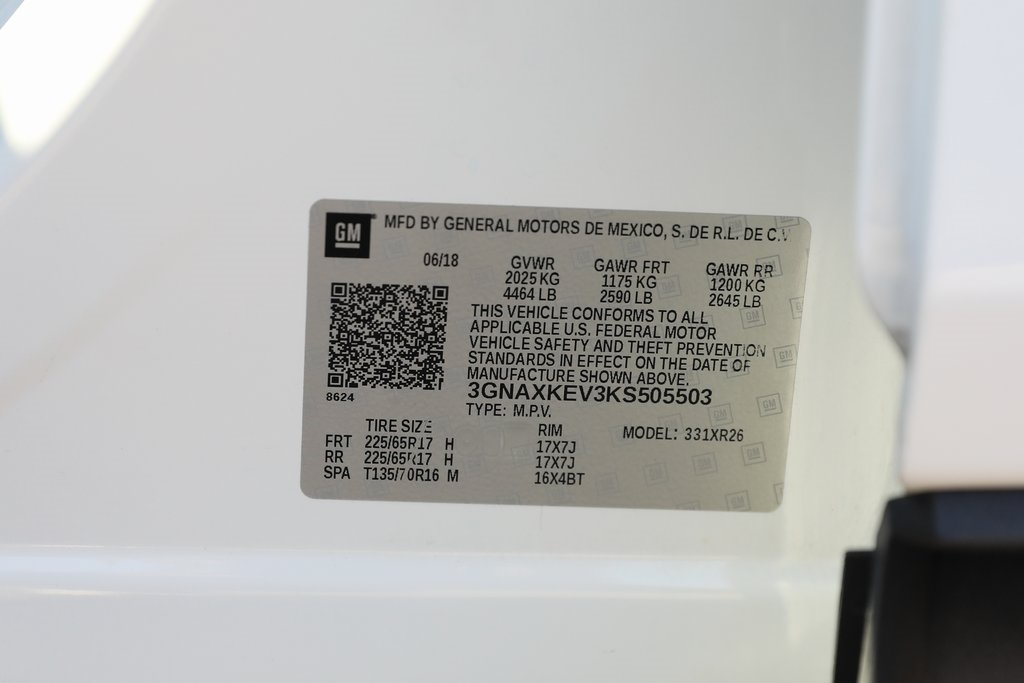 GM MFD BY GENERAL MOTORS DE MEXICO, S. DE R.L. DE C.V
06/18 GVWR GAWR FRT GAWR RR
2025 KG 1175 KG 1200 KG
4464 LB 2590 LB 2645 LB
THIS VEHICLE CONFORMS TO ALL
APPLICABLE U.S. FEDERAL MOTOR
VEHICLE SAFETY AND THEFT PREVENTION
STANDARDS IN EFFECT ON THE DATE OF
MANUFACTURE SHOWN ABOVE.
8624
3GNAXKEV3KS505503
TYPE: M.P.V.
TIRE SIZE RIM MODEL: 331XR26
FRT 225/65R17 H 17X7J
RR 225/65R17 H 17X7J
SPA T135/70R16 M 16X4BT